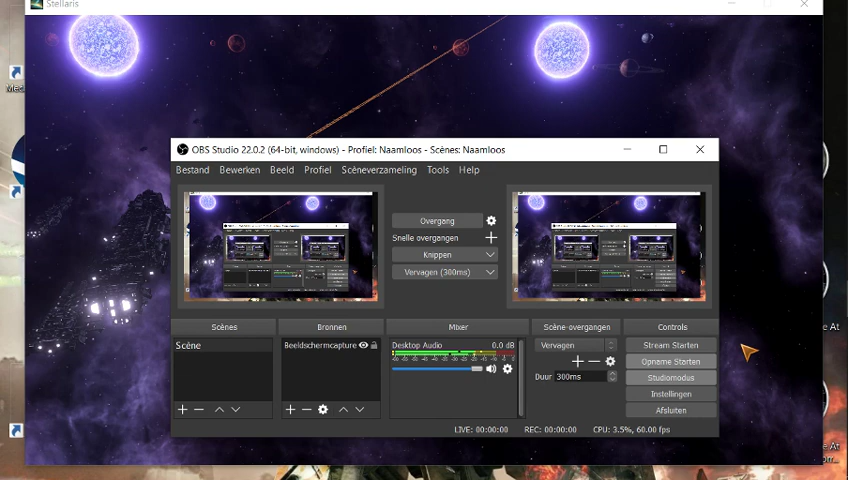 Stellaris
OBS Studio 22.0.2 (64-bit, windows) - Profiel: Naamloos - Scènes: Naamloos
Bestand Bewerken Beeld Profiel Scèneverzameling Tools Help
Overgang
Snelle overgangen
Knippen
Vervagen (300ms)
Scènes Bronnen Mixer Scène-overgangen Controls
Scène
Beeldschermcapture
Desktop Audio 0.0 dB
Vervagen
Duur 300ms
Stream Starten
Opname Starten
Studiomodus
Instellingen
Afsluiten
LIVE: 00:00:00 REC: 00:00:00 CPU: 3.5%, 60.00 fps